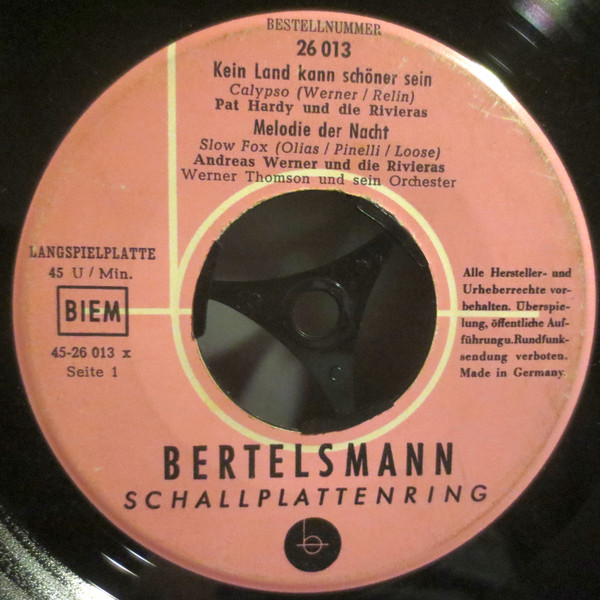 BESTELLNUMMER
26 013
Kein Land kann schöner sein
Calypso (Werner / Relin)
Pat Hardy und die Rivieras
Melodie der Nacht
Slow Fox (Olias / Pinelli / Loose)
Andreas Werner und die Rivieras
Werner Thomson und sein Orchester
LANGSPIELPLATTE
45 U / Min.
BIEM
45-26 013 x
Seite 1
Alle Hersteller- und
Urheberrechte vor-
behalten. Überspie-
lung, öffentliche Auf-
führung u. Rundfunk-
sendung verboten.
Made in Germany
BERTELSMANN
SCHALLPLATTENRING
b